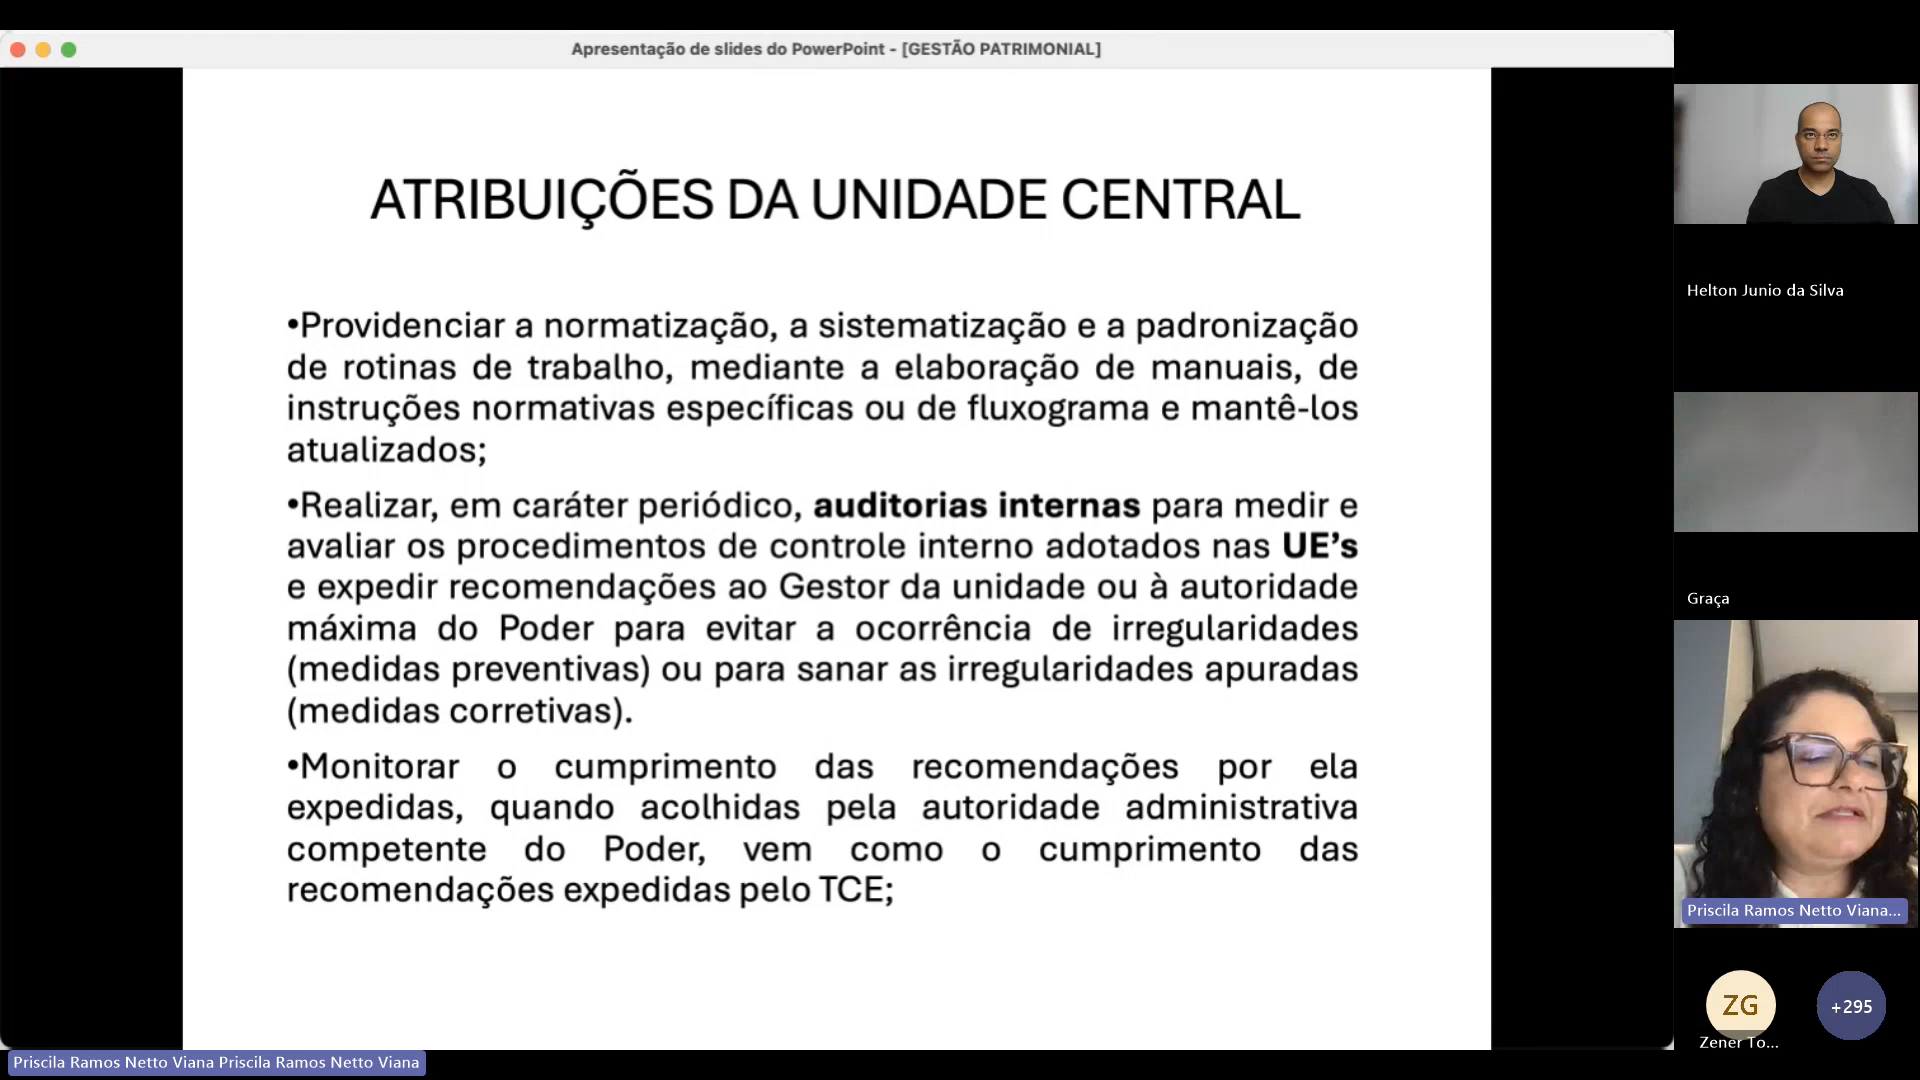 Apresentação de slides do PowerPoint - [GESTÃO PATRIMONIAL]
ATRIBUIÇÕES DA UNIDADE CENTRAL
•Providenciar a normatização, a sistematização e a padronização
de rotinas de trabalho, mediante a elaboração de manuais, de
instruções normativas específicas ou de fluxograma e mantê-los
atualizados;
•Realizar, em caráter periódico, auditorias internas para medir e
avaliar os procedimentos de controle interno adotados nas UE’s
e expedir recomendações ao Gestor da unidade ou à autoridade
máxima do Poder para evitar a ocorrência de irregularidades
(medidas preventivas) ou para sanar as irregularidades apuradas
(medidas corretivas).
•Monitorar o cumprimento das recomendações por ela
expedidas, quando acolhidas pela autoridade administrativa
competente do Poder, vem como o cumprimento das
recomendações expedidas pelo TCE;
Helton Junio da Silva
Graça
Priscila Ramos Netto Viana...
ZG
+295
Zener To...
Priscila Ramos Netto Viana Priscila Ramos Netto Viana